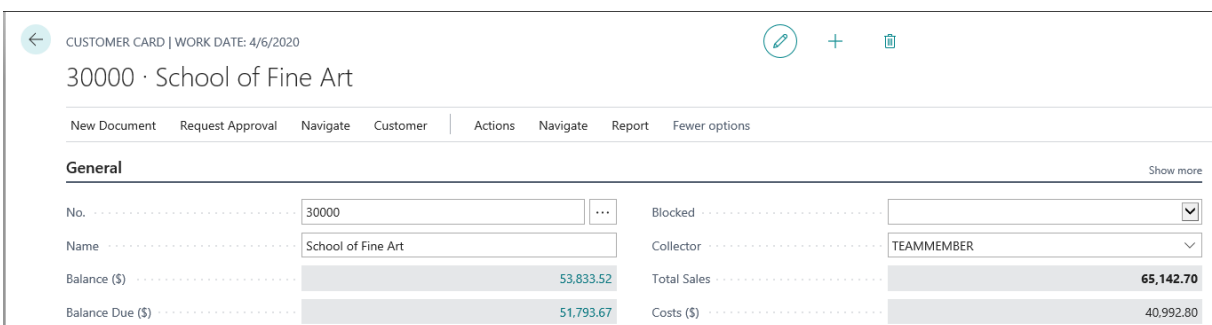 CUSTOMER CARD | WORK DATE: 4/6/2020
30000 · School of Fine Art
New Document Request Approval Navigate Customer Actions Navigate Report Fewer options
General Show more
No. 30000 ... Blocked
Name School of Fine Art Collector TEAMMEMBER
Balance ($) 53,833.52 Total Sales 65,142.70
Balance Due ($) 51,793.67 Costs ($) 40,992.80